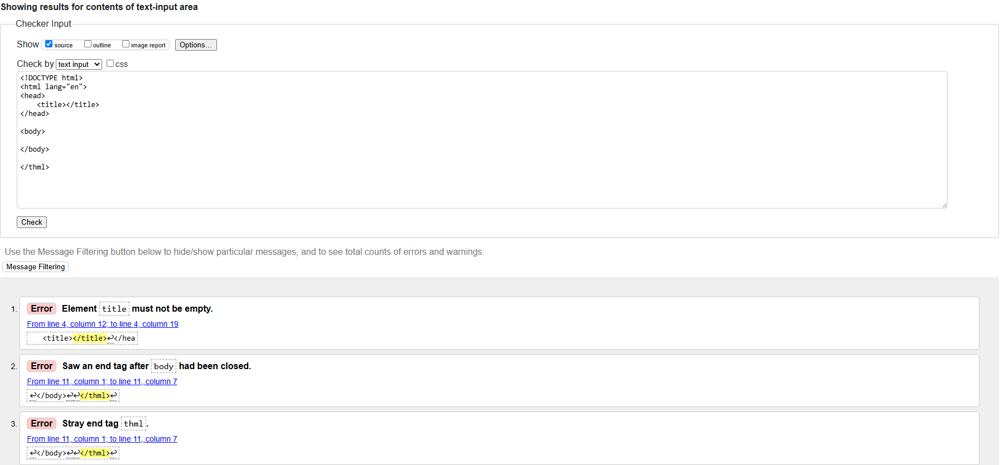 Showing results for contents of text-input area
Checker Input
Show source outline image report Options...
Check by text input css
<!DOCTYPE html>
<html lang="en">
<head>
    <title></title>
</head>
<body>
</body>
</thml>
Check
Use the Message Filtering button below to hide/show particular messages, and to see total counts of errors and warnings.
Message Filtering
1. Error Element title must not be empty.
From line 4, column 12; to line 4, column 19
<title></title>↩</hea
2. Error Saw an end tag after body had been closed.
From line 11, column 1; to line 11, column 7
↩</body>↩↩</thml>↩
3. Error Stray end tag thml.
From line 11, column 1; to line 11, column 7
↩</body>↩↩</thml>↩